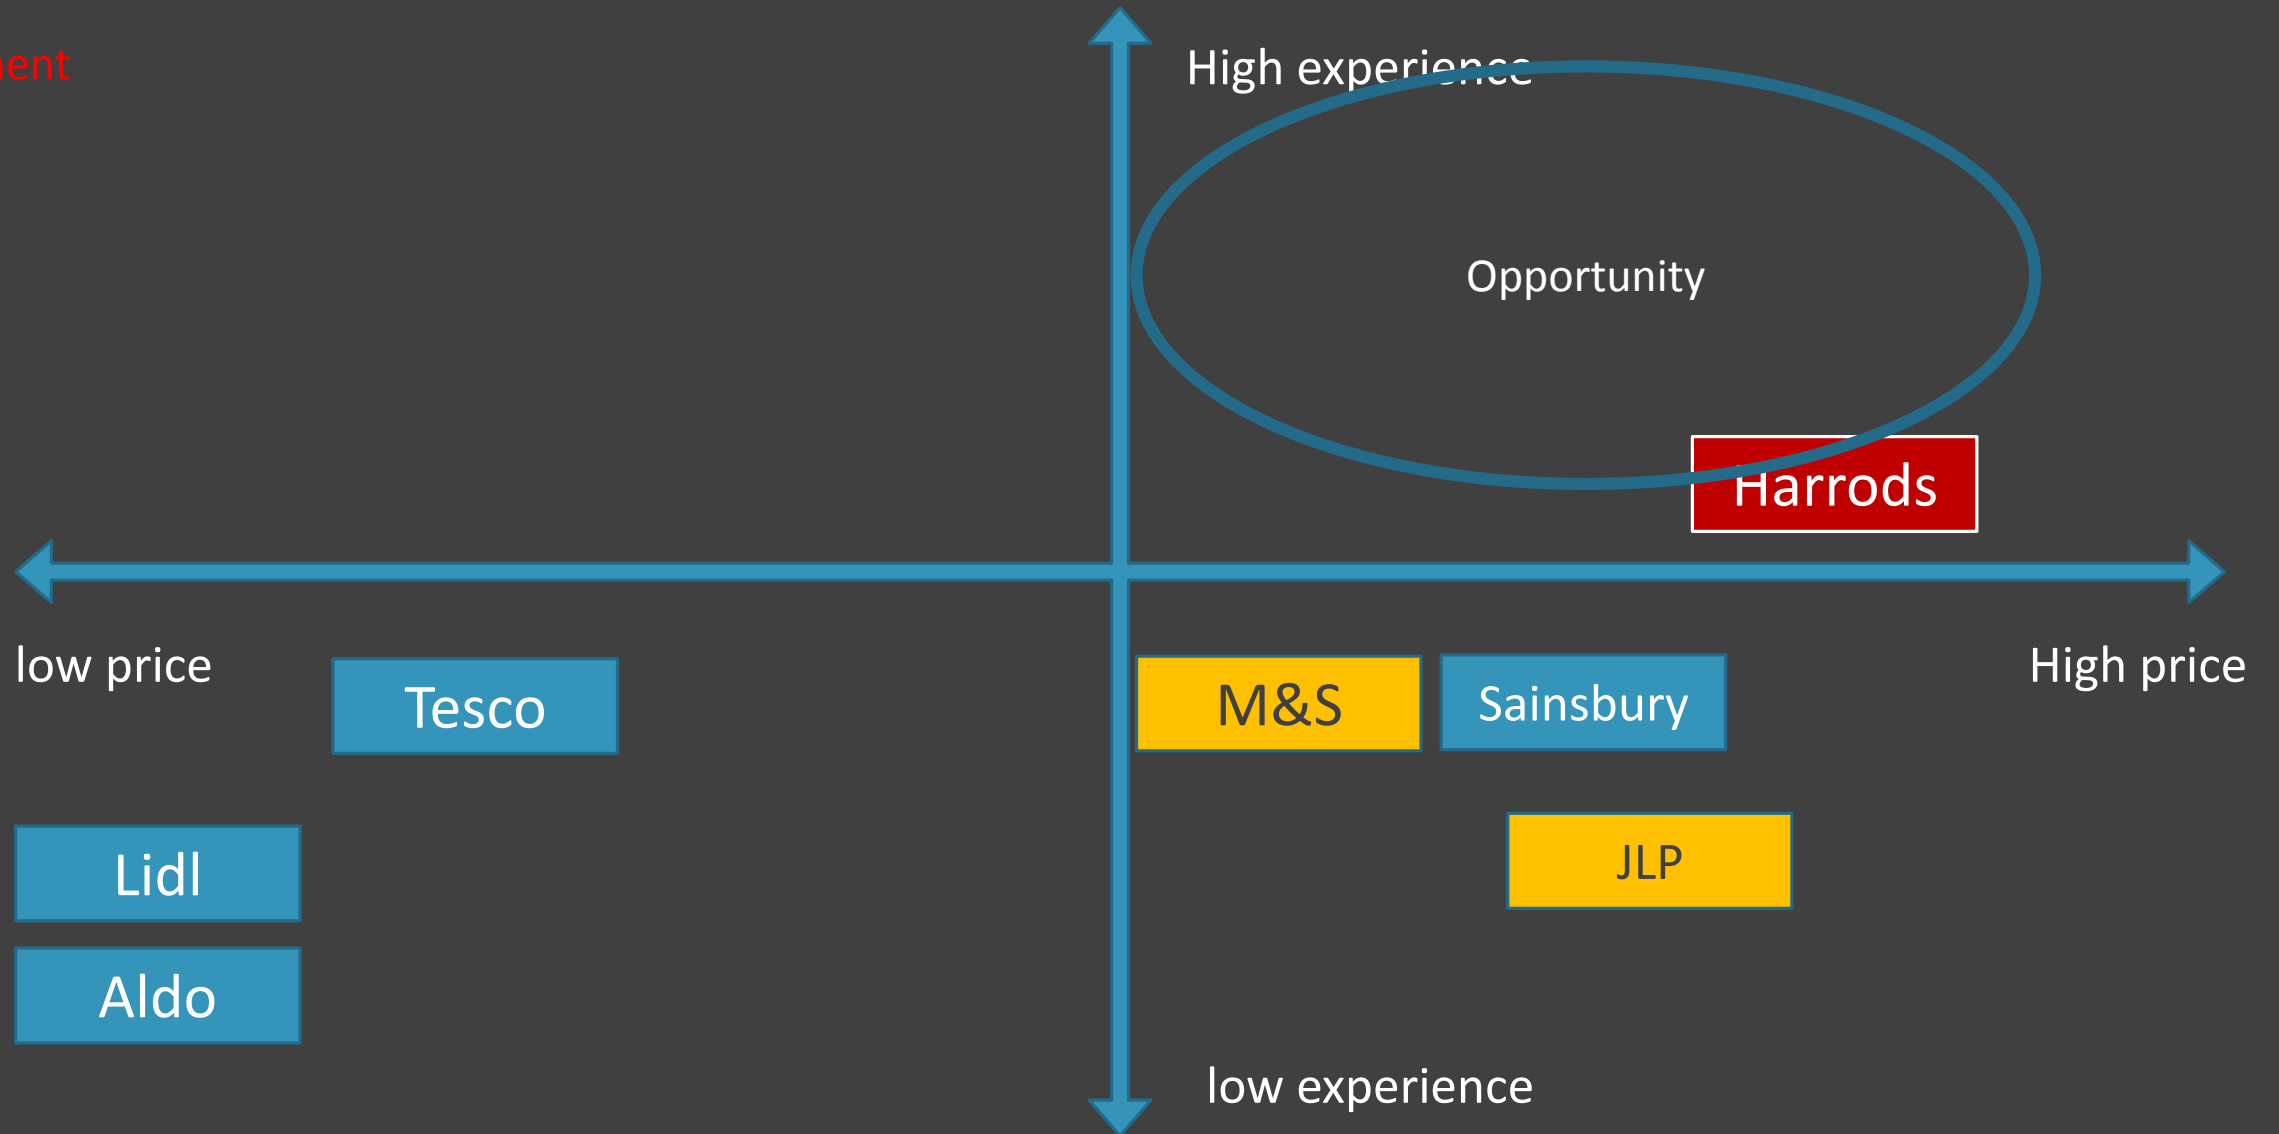 High experience
Opportunity
Harrods
low price
High price
Tesco
M&S
Sainsbury
Lidl
JLP
Aldo
low experience